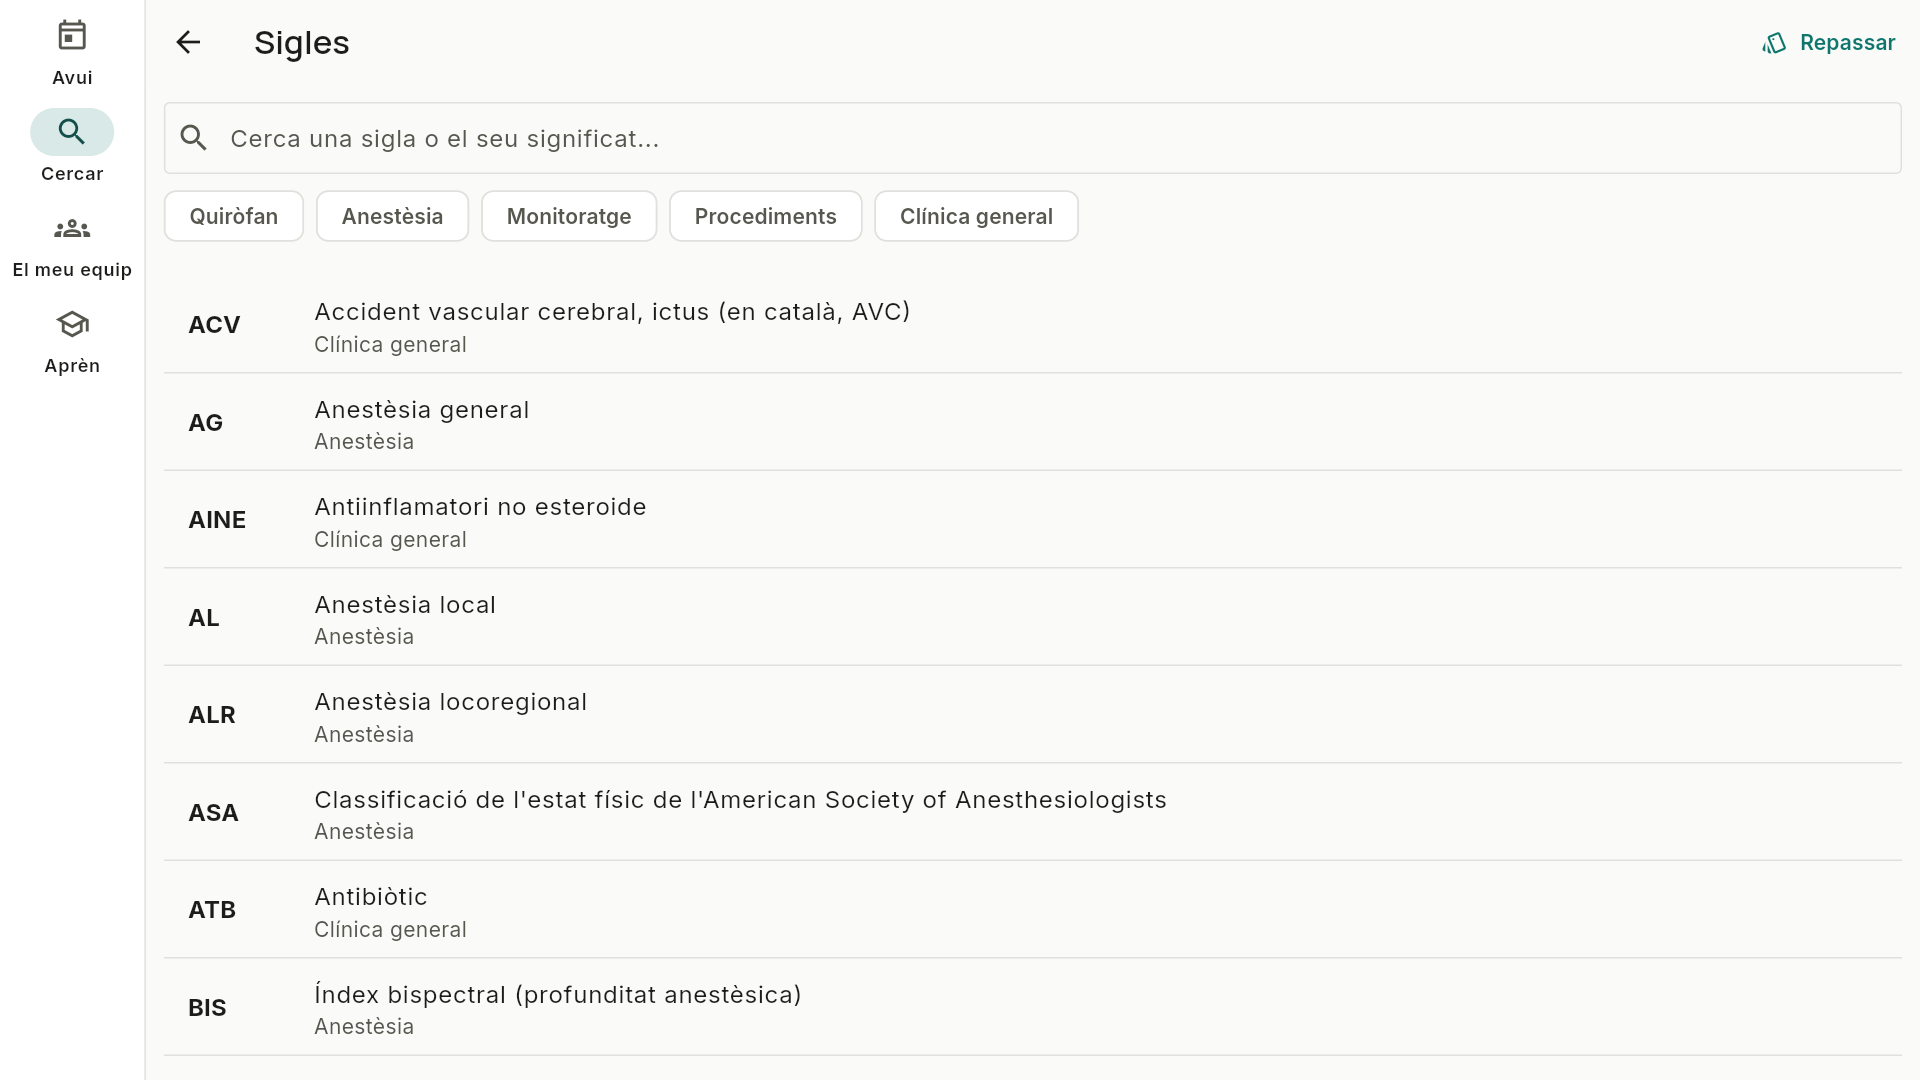 Avui
Cercar
El meu equip
Aprèn
Sigles
Repassar
Cerca una sigla o el seu significat...
Quiròfan
Anestèsia
Monitoratge
Procediments
Clínica general
ACV
Accident vascular cerebral, ictus (en català, AVC)
Clínica general
AG
Anestèsia general
Anestèsia
AINE
Antiinflamatori no esteroide
Clínica general
AL
Anestèsia local
Anestèsia
ALR
Anestèsia locoregional
Anestèsia
ASA
Classificació de l'estat físic de l'American Society of Anesthesiologists
Anestèsia
ATB
Antibiòtic
Clínica general
BIS
Índex bispectral (profunditat anestèsica)
Anestèsia